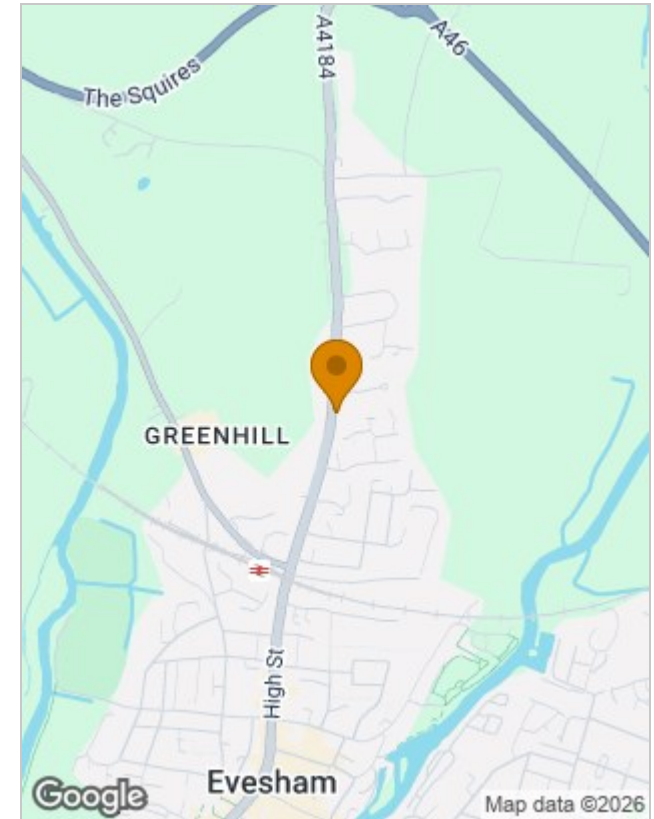 A4184
A46
The Squires
GREENHILL
High St
Evesham
Google
Map data ©2026